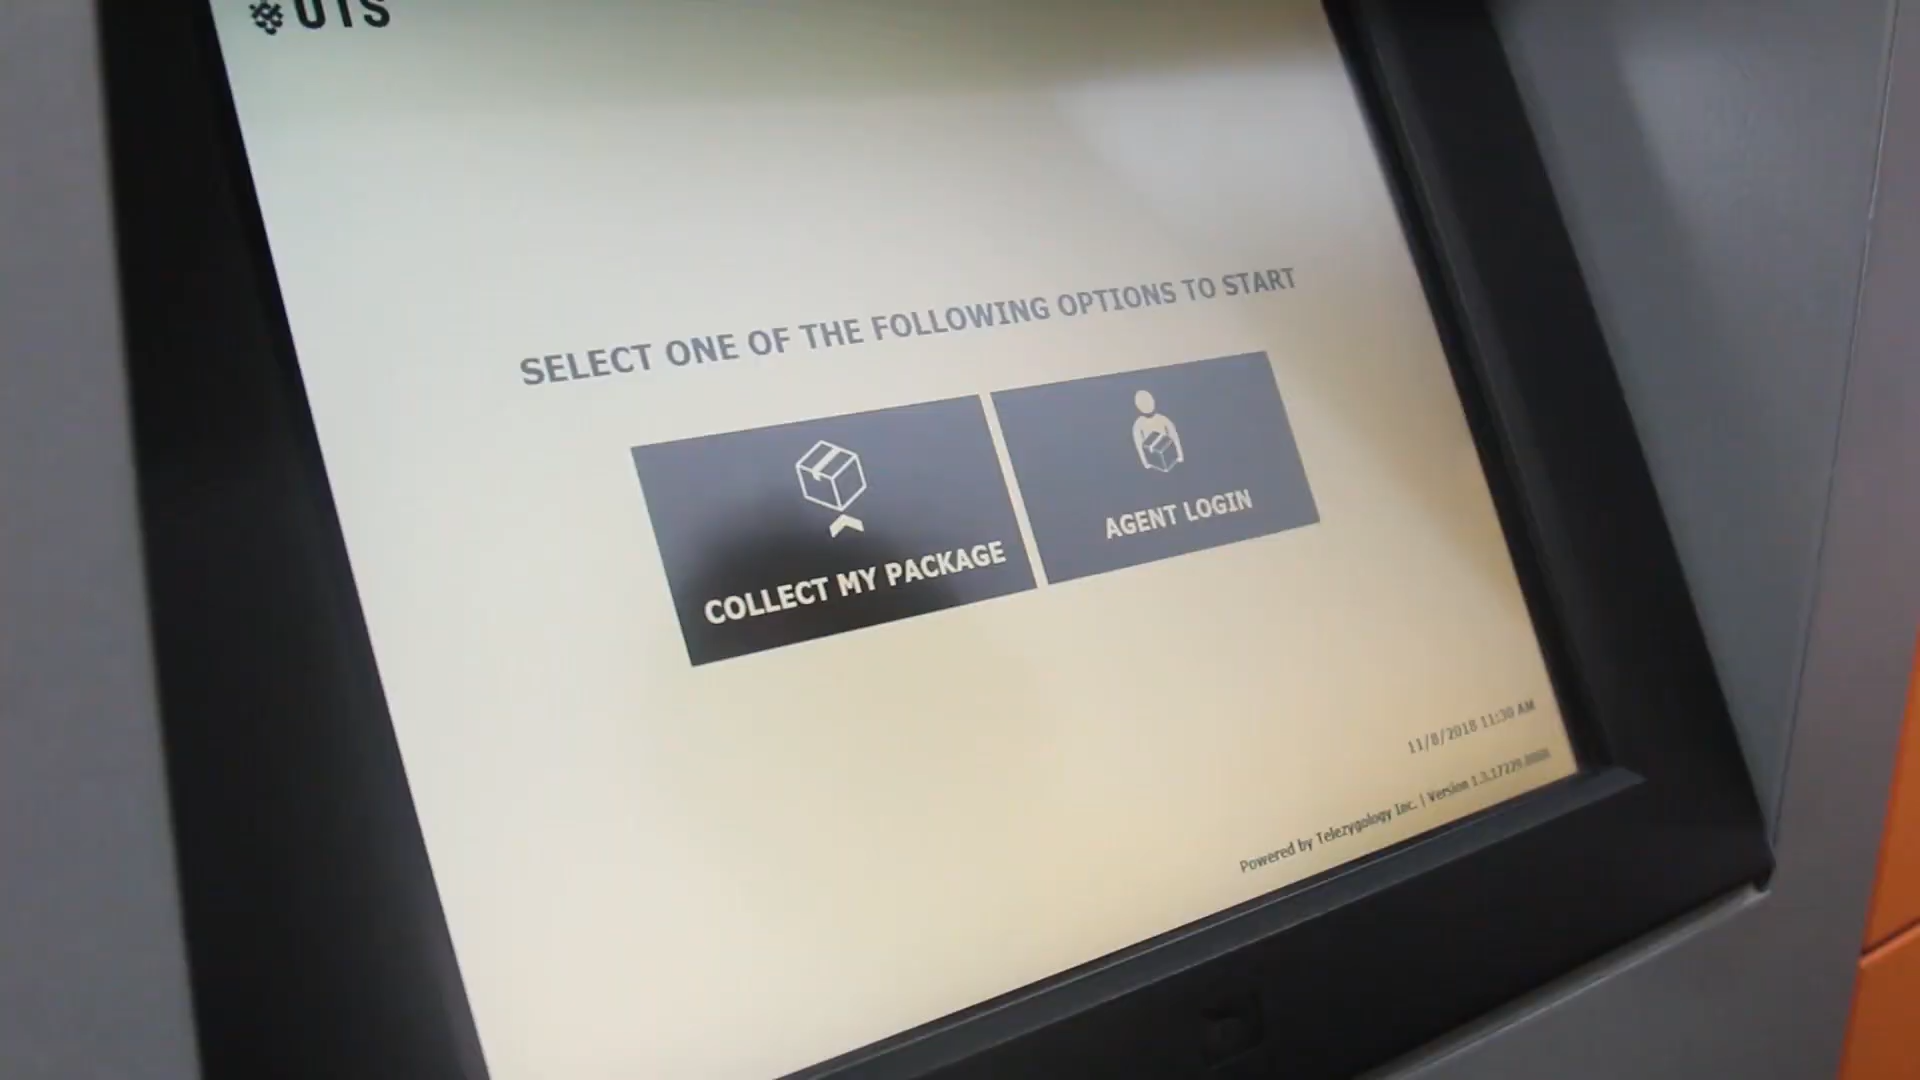 UTS
SELECT ONE OF THE FOLLOWING OPTIONS TO START
COLLECT MY PACKAGE
AGENT LOGIN
11/8/2018 11:30 AM
Powered by Telezygology Inc. | Version